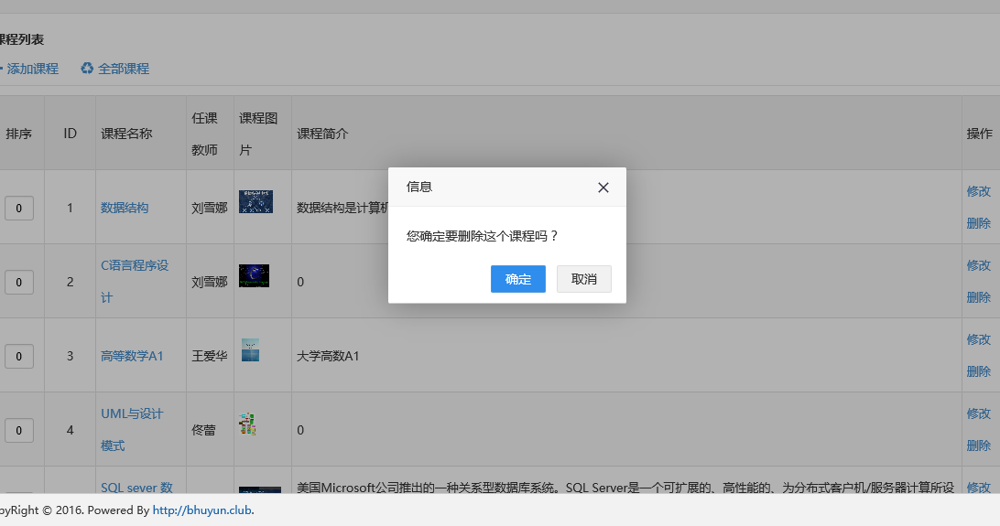 课程列表
添加课程 全部课程
排序 ID 课程名称 任课教师 课程图片 课程简介 操作
0 1 数据结构 刘雪娜 数据结构是计算机 修改
删除
信息
您确定要删除这个课程吗？
确定 取消
0 2 C语言程序设计 刘雪娜 0 修改
删除
0 3 高等数学A1 王爱华 大学高数A1 修改
删除
0 4 UML与设计模式 佟蕾 0 修改
删除
SQL sever 数 美国Microsoft公司推出的一种关系型数据库系统。SQL Server是一个可扩展的、高性能的、为分布式客户机/服务器计算所设 修改
pyRight © 2016. Powered By http://bhuyun.club.